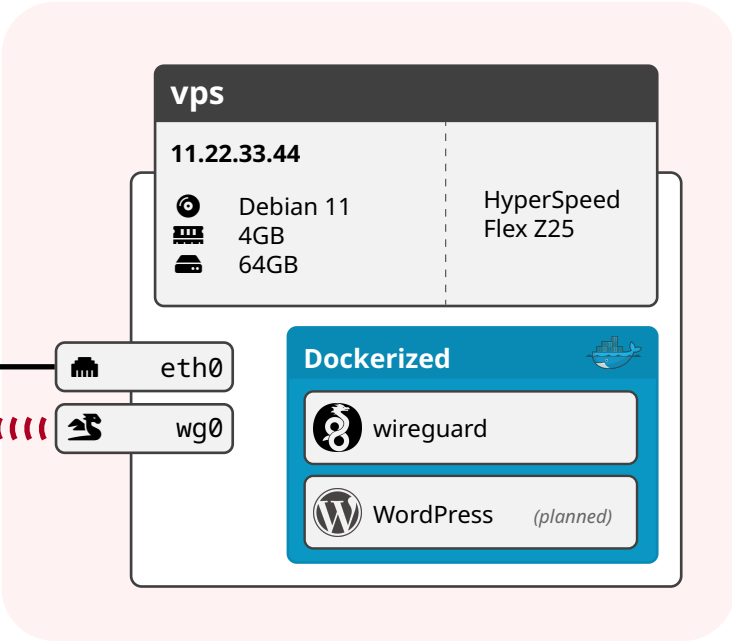 vps
11.22.33.44
Debian 11
4GB
64GB
HyperSpeed
Flex Z25
eth0
wg0
Dockerized
wireguard
WordPress (planned)